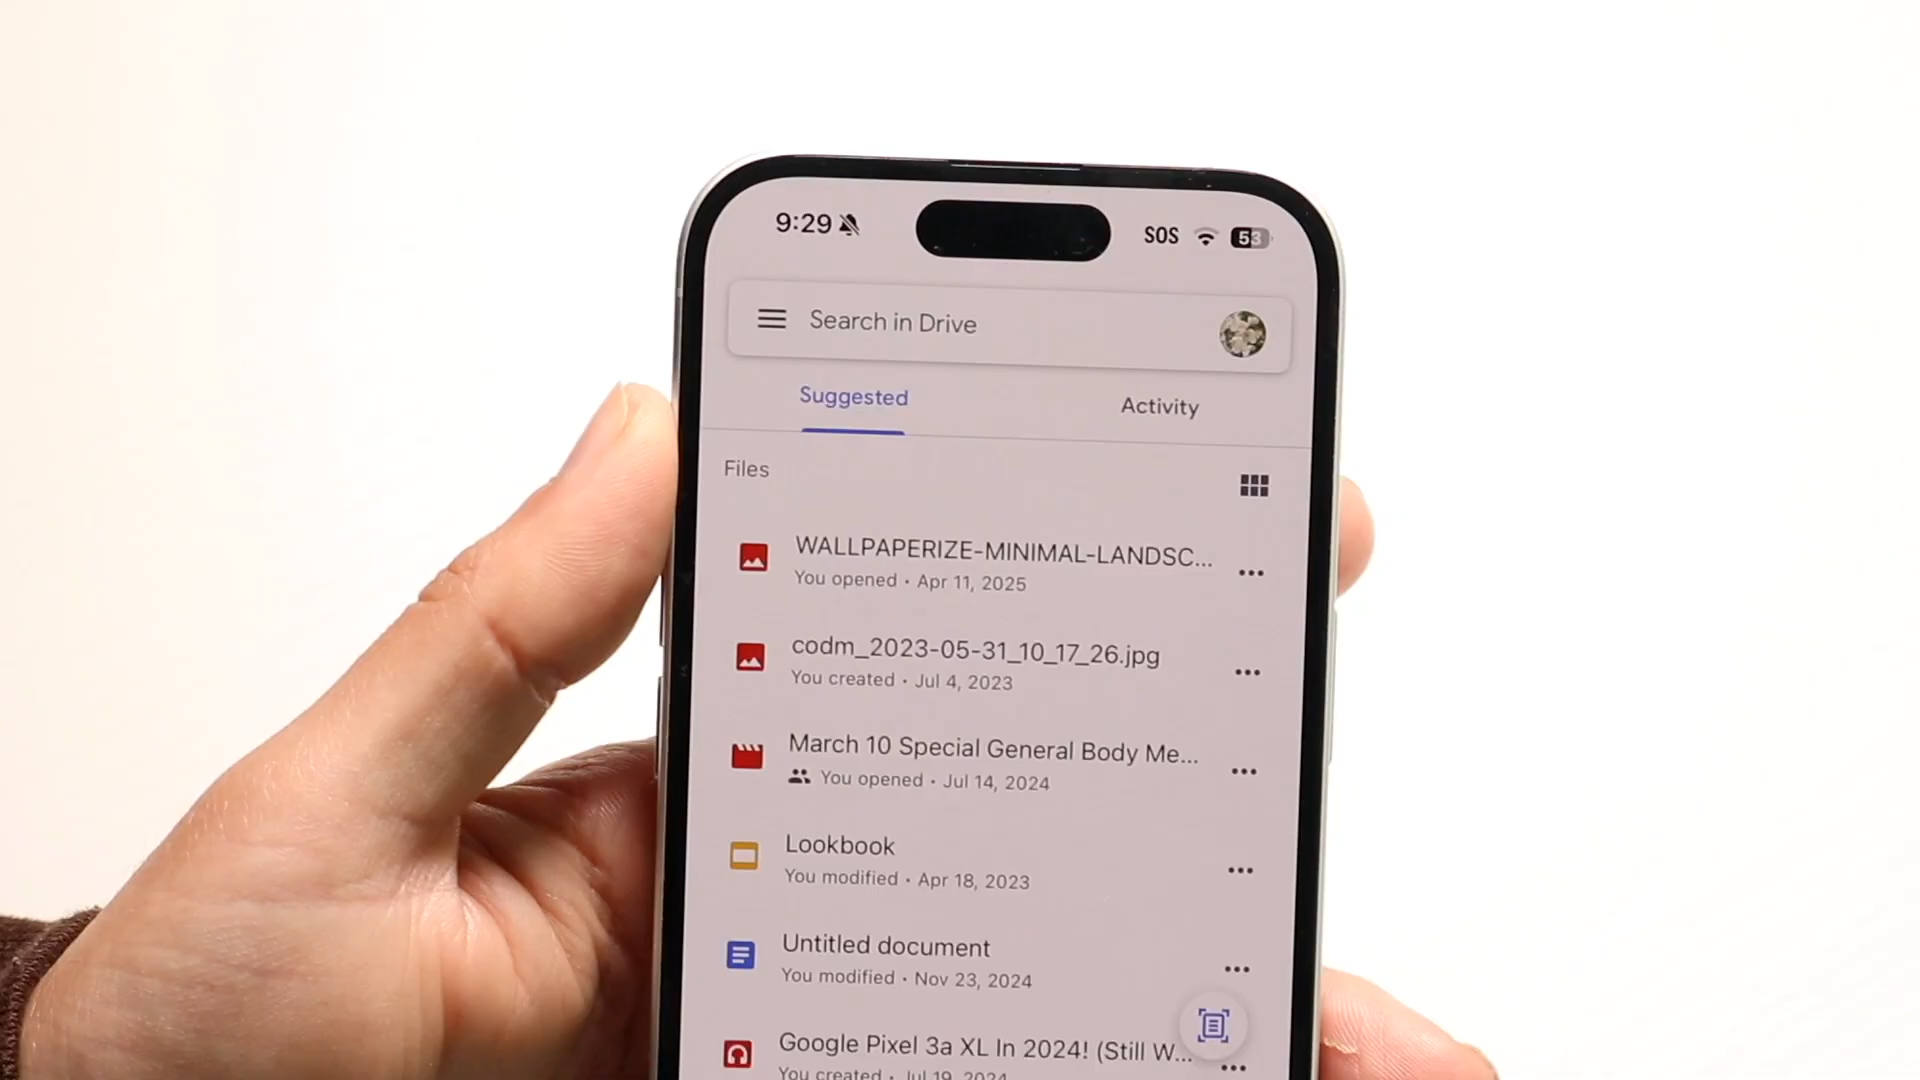 9:29
SOS 53
Search in Drive
Suggested Activity
Files
WALLPAPERIZE-MINIMAL-LANDSC...
You opened • Apr 11, 2025
codm_2023-05-31_10_17_26.jpg
You created • Jul 4, 2023
March 10 Special General Body Me...
You opened • Jul 14, 2024
Lookbook
You modified • Apr 18, 2023
Untitled document
You modified • Nov 23, 2024
Google Pixel 3a XL In 2024! (Still W...
You created • Jul 19, 2024